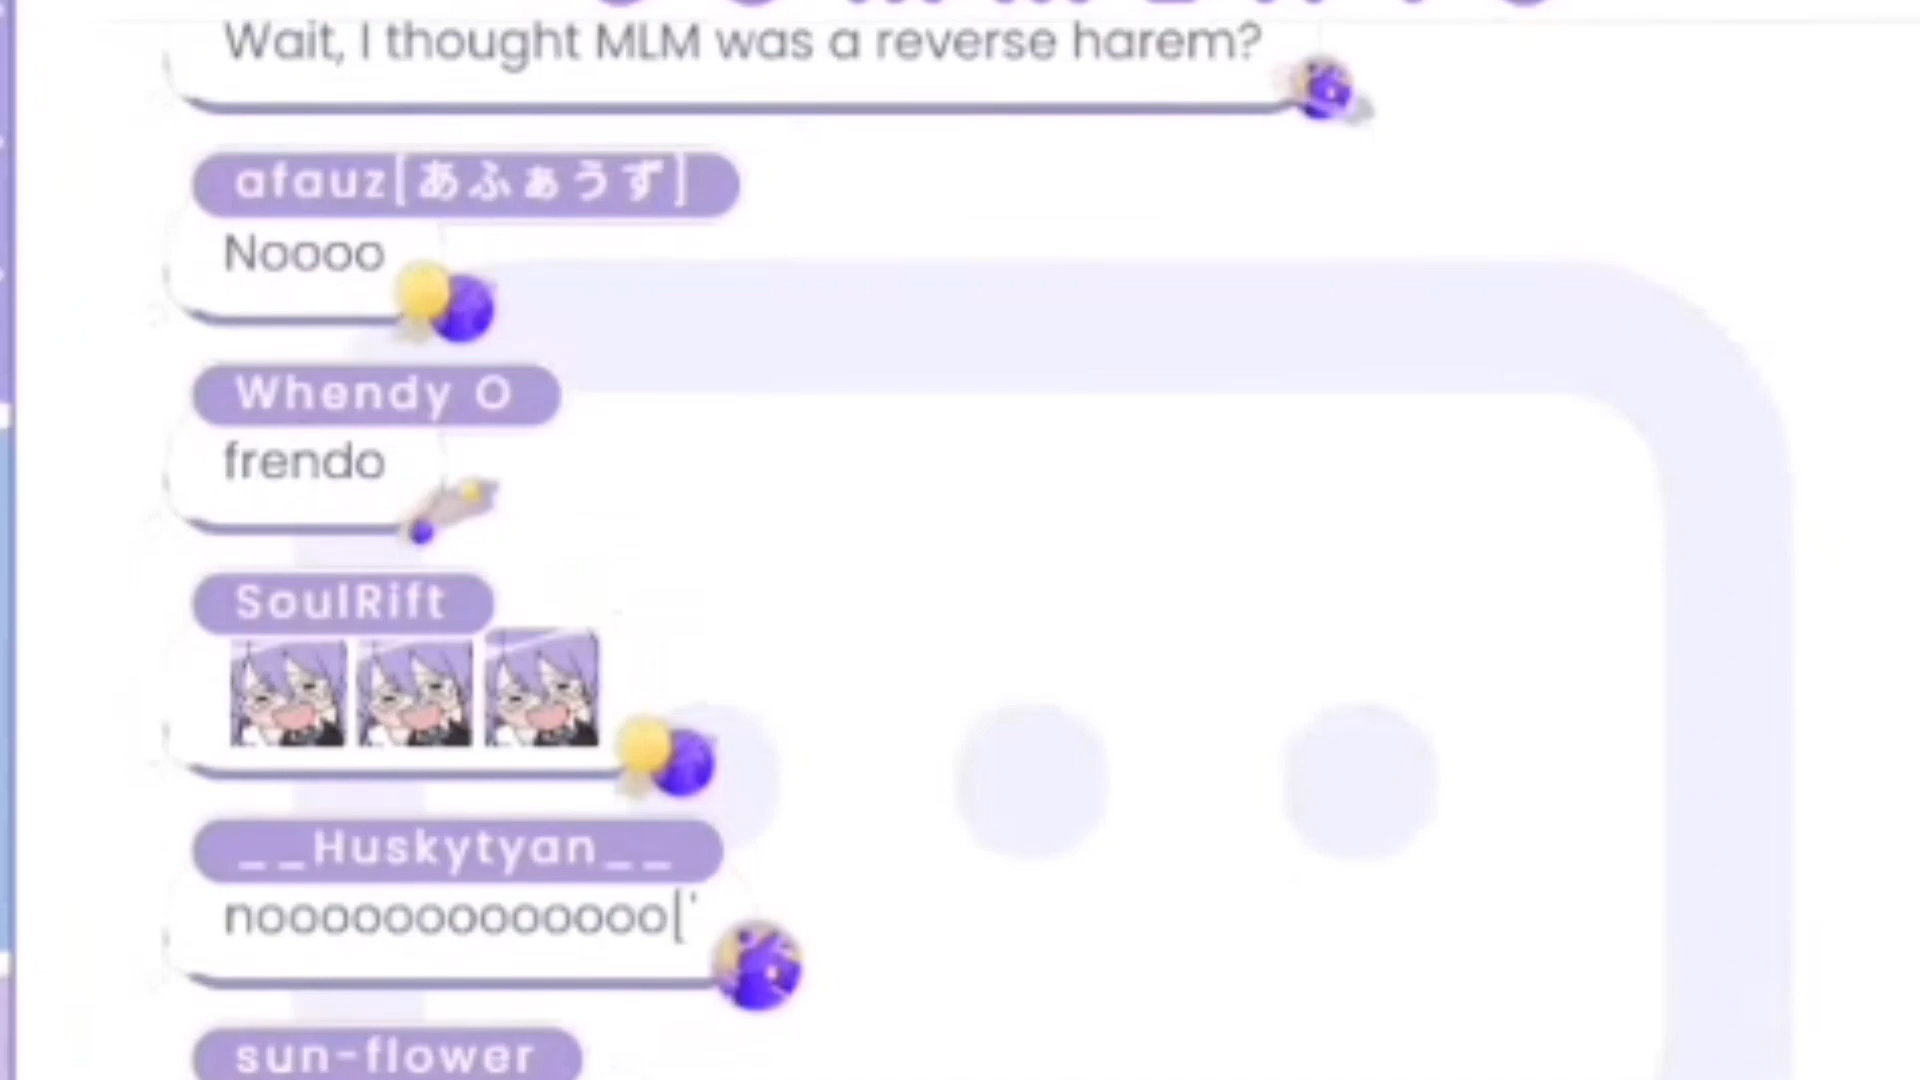 Wait, I thought MLM was a reverse harem?
afauz[あふぁうず]
Noooo
Whendy O
frendo
SoulRift
__Huskytyan__
noooooooooooooo['
sun-flower